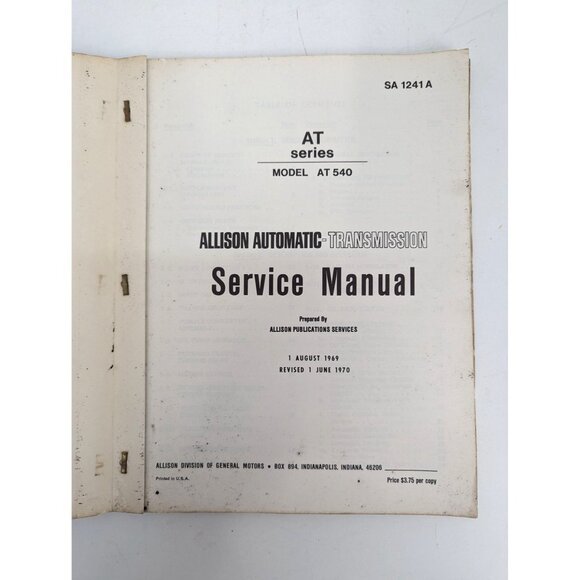 SA 1241 A
AT
series
MODEL AT 540
ALLISON AUTOMATIC-TRANSMISSION
Service Manual
Prepared By
ALLISON PUBLICATIONS SERVICES
1 AUGUST 1969
REVISED 1 JUNE 1970
ALLISON DIVISION OF GENERAL MOTORS • BOX 894, INDIANAPOLIS, INDIANA, 46206
Printed in U.S.A.
Price $3.75 per copy